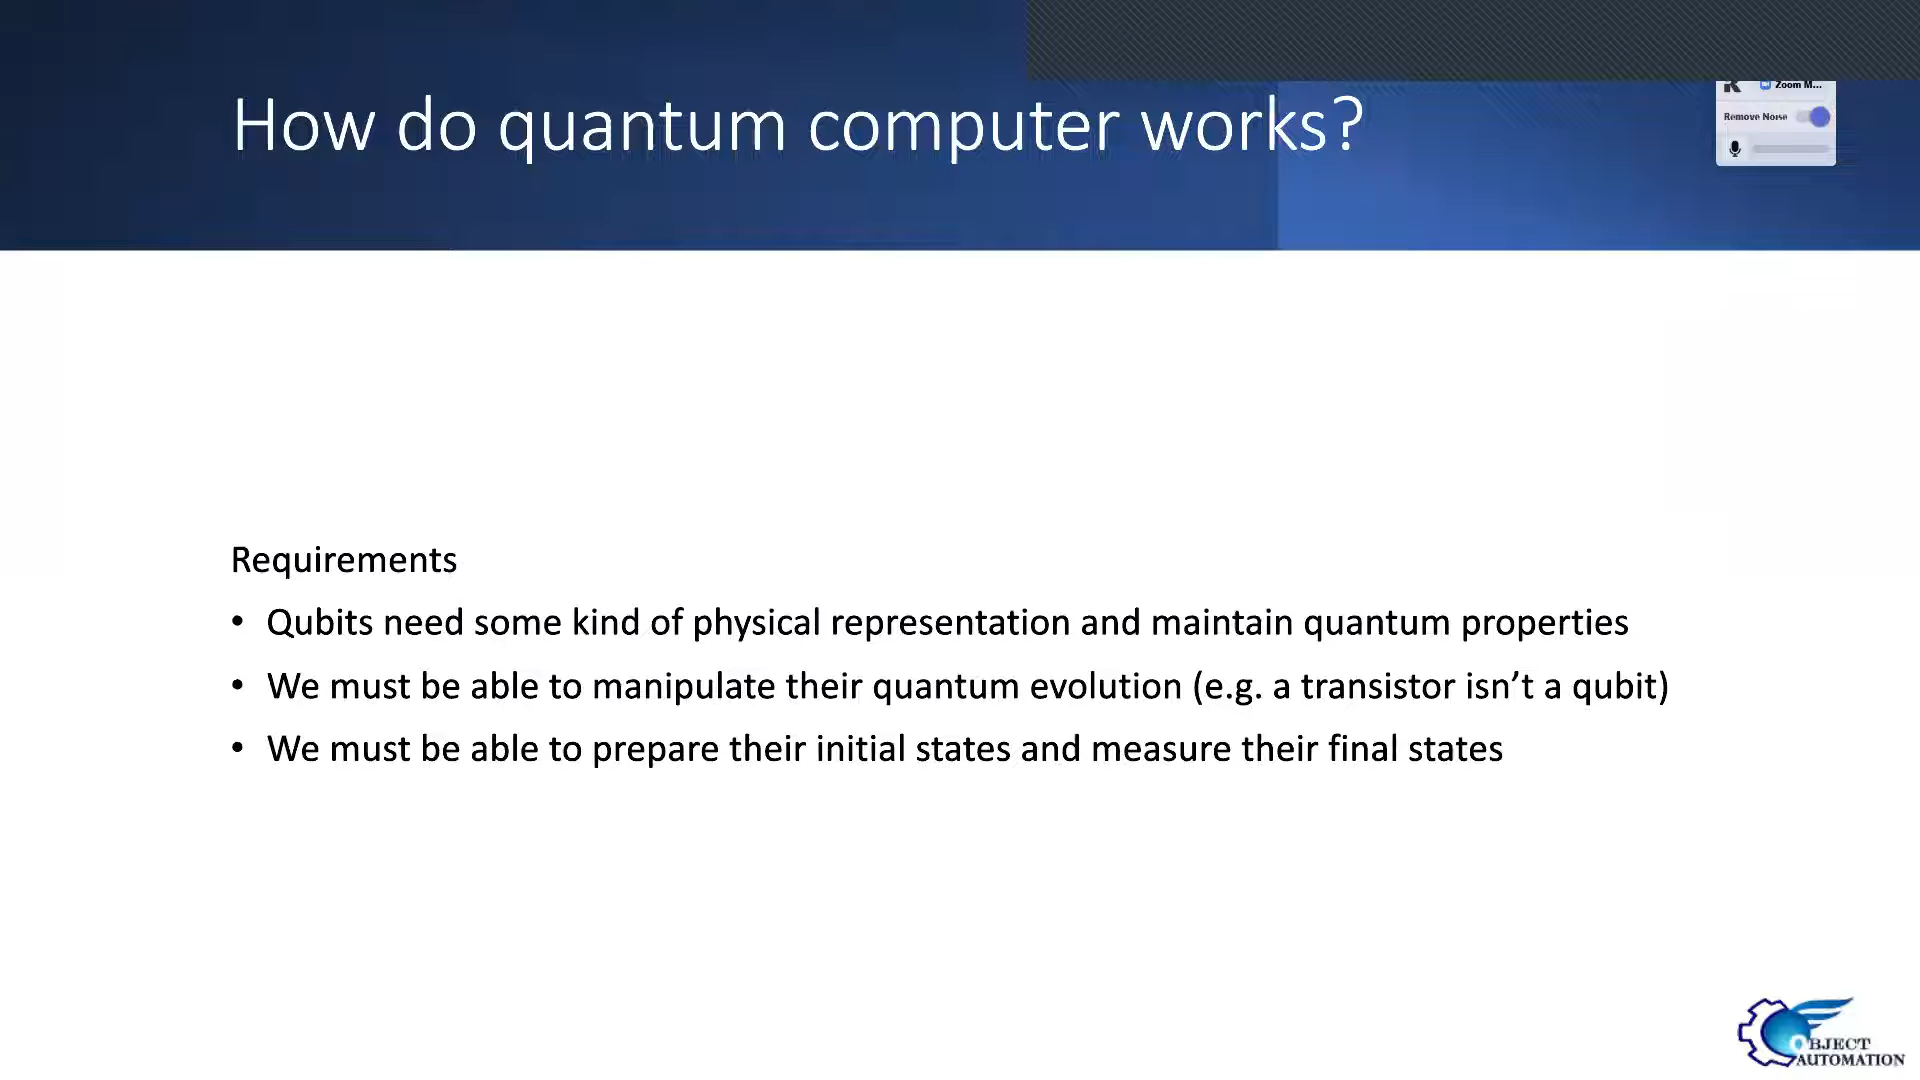 How do quantum computer works?
Zoom M...
Remove Noise
Requirements
• Qubits need some kind of physical representation and maintain quantum properties
• We must be able to manipulate their quantum evolution (e.g. a transistor isn’t a qubit)
• We must be able to prepare their initial states and measure their final states
OBJECT
AUTOMATION